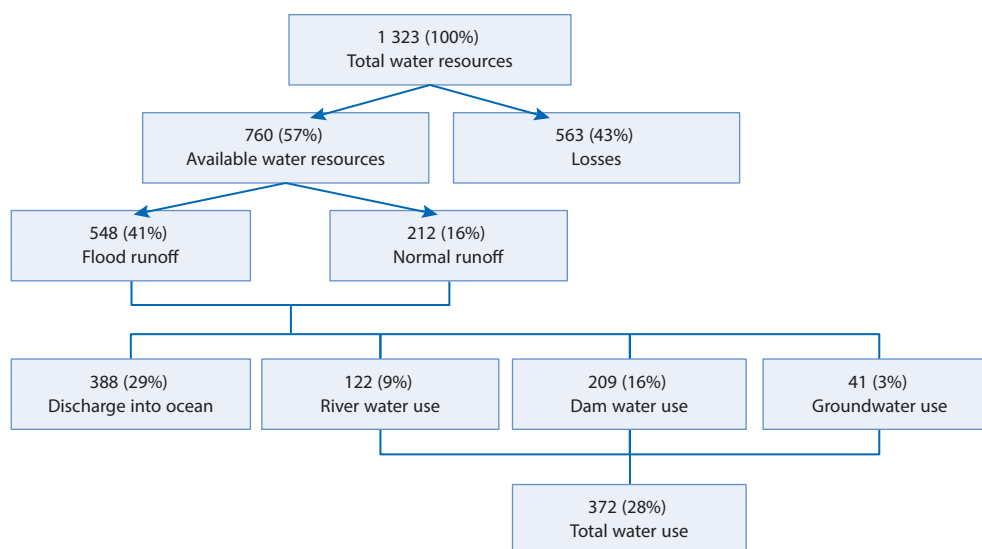 1 323 (100%)
Total water resources
760 (57%)
Available water resources
563 (43%)
Losses
548 (41%)
Flood runoff
212 (16%)
Normal runoff
388 (29%)
Discharge into ocean
122 (9%)
River water use
209 (16%)
Dam water use
41 (3%)
Groundwater use
372 (28%)
Total water use